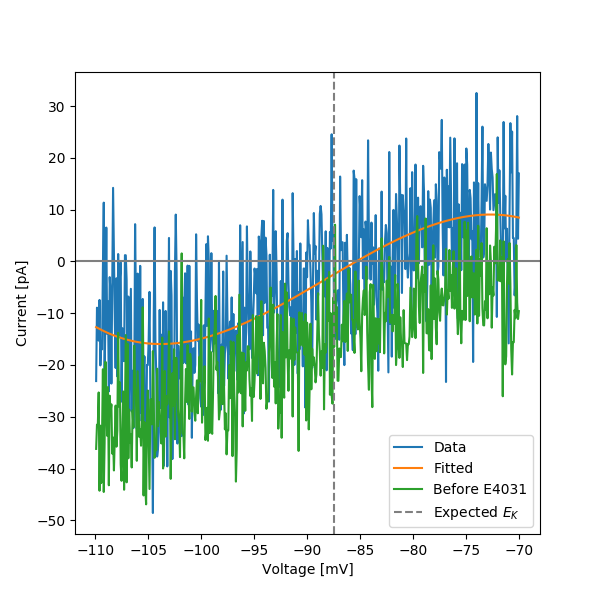 30
20
10
0
−10
−20
−30
−40
−50
Current [pA]
Data
Fitted
Before E4031
Expected E_K
−110 −105 −100 −95 −90 −85 −80 −75 −70
Voltage [mV]